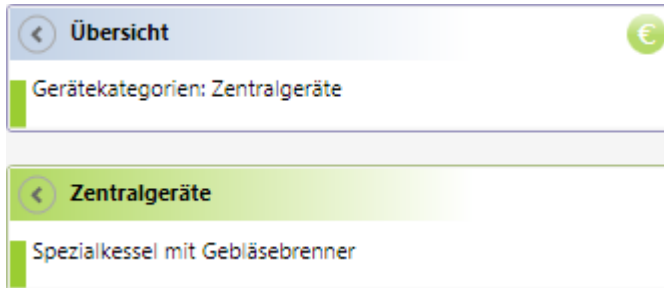 Übersicht
€
Gerätekategorien: Zentralgeräte
Zentralgeräte
Spezialkessel mit Gebläsebrenner